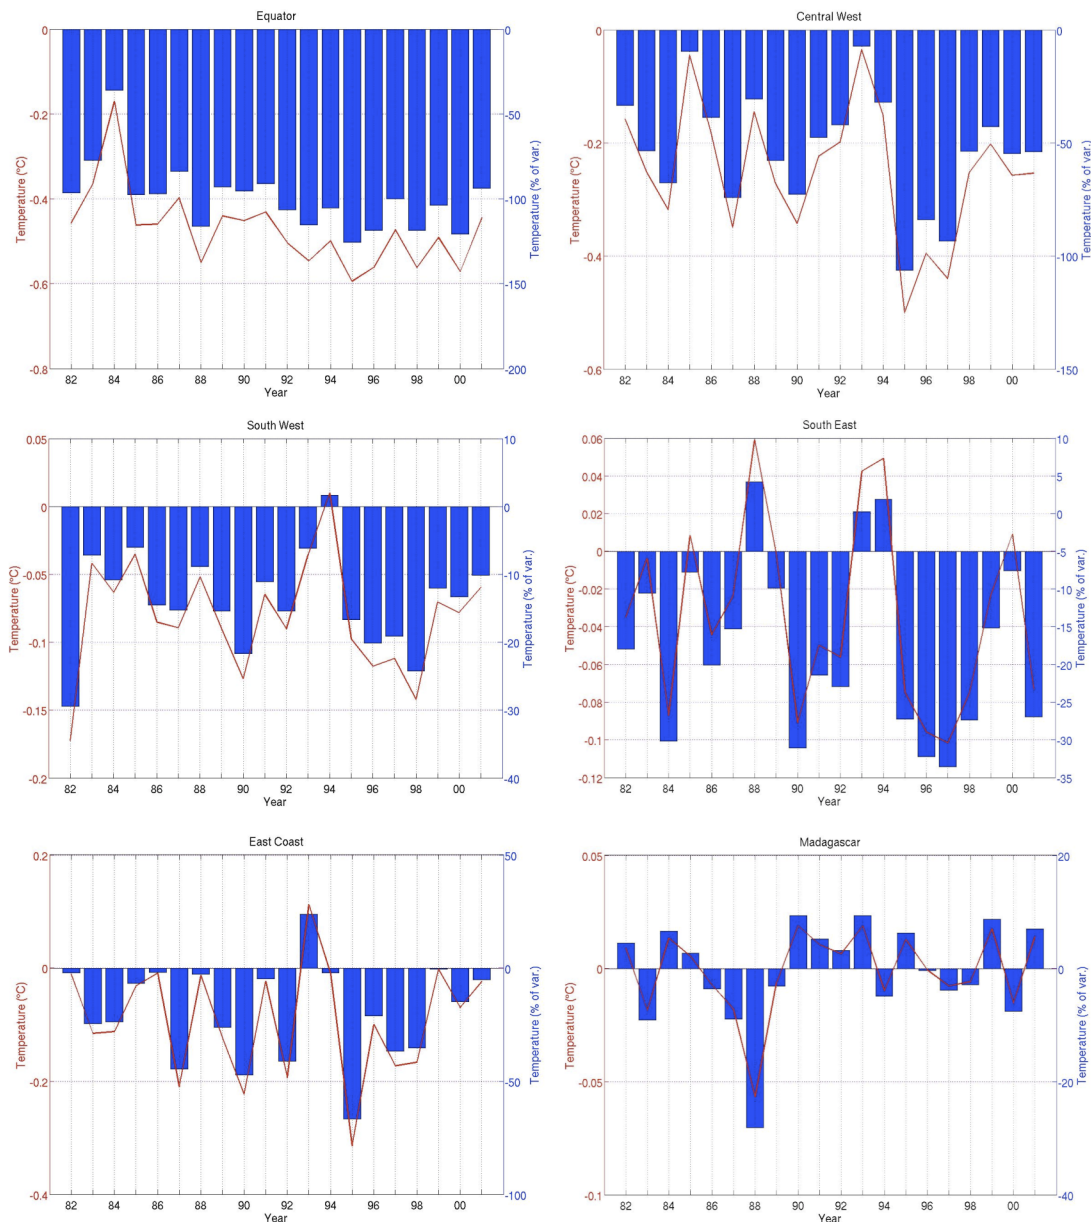 Equator
0
-0.2
-0.4
-0.6
-0.8
Temperature (ºC)
0
-50
-100
-150
-200
Temperature (% of var.)
82 84 86 88 90 92 94 96 98 00
Year
Central West
0
-0.2
-0.4
-0.6
Temperature (ºC)
0
-50
-100
-150
Temperature (% of var.)
82 84 86 88 90 92 94 96 98 00
Year
South West
0.05
0
-0.05
-0.1
-0.15
-0.2
Temperature (ºC)
10
0
-10
-20
-30
-40
Temperature (% of var.)
82 84 86 88 90 92 94 96 98 00
Year
South East
0.06
0.04
0.02
0
-0.02
-0.04
-0.06
-0.08
-0.1
-0.12
Temperature (ºC)
10
5
0
-5
-10
-15
-20
-25
-30
-35
Temperature (% of var.)
82 84 86 88 90 92 94 96 98 00
Year
East Coast
0.2
0
-0.2
-0.4
Temperature (ºC)
50
0
-50
-100
Temperature (% of var.)
82 84 86 88 90 92 94 96 98 00
Year
Madagascar
0.05
0
-0.05
-0.1
Temperature (ºC)
20
0
-20
-40
Temperature (% of var.)
82 84 86 88 90 92 94 96 98 00
Year